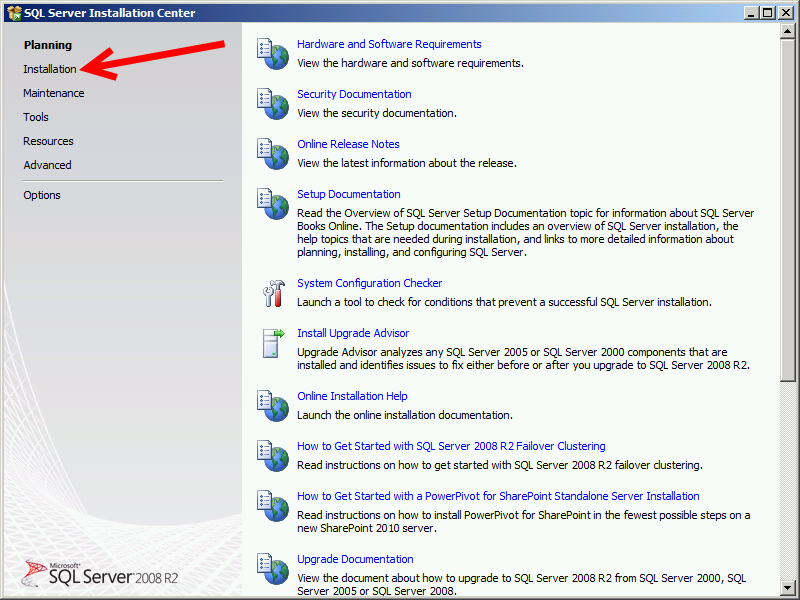 SQL Server Installation Center
Planning
Installation
Maintenance
Tools
Resources
Advanced
Options
Hardware and Software Requirements
View the hardware and software requirements.
Security Documentation
View the security documentation.
Online Release Notes
View the latest information about the release.
Setup Documentation
Read the Overview of SQL Server Setup Documentation topic for information about SQL Server
Books Online. The Setup documentation includes an overview of SQL Server installation, the
help topics that are needed during installation, and links to more detailed information about
planning, installing, and configuring SQL Server.
System Configuration Checker
Launch a tool to check for conditions that prevent a successful SQL Server installation.
Install Upgrade Advisor
Upgrade Advisor analyzes any SQL Server 2005 or SQL Server 2000 components that are
installed and identifies issues to fix either before or after you upgrade to SQL Server 2008 R2.
Online Installation Help
Launch the online installation documentation.
How to Get Started with SQL Server 2008 R2 Failover Clustering
Read instructions on how to get started with SQL Server 2008 R2 failover clustering.
How to Get Started with a PowerPivot for SharePoint Standalone Server Installation
Read instructions on how to install PowerPivot for SharePoint in the fewest possible steps on a
new SharePoint 2010 server.
Upgrade Documentation
View the document about how to upgrade to SQL Server 2008 R2 from SQL Server 2000, SQL
Server 2005 or SQL Server 2008.
Microsoft®
SQL Server 2008 R2